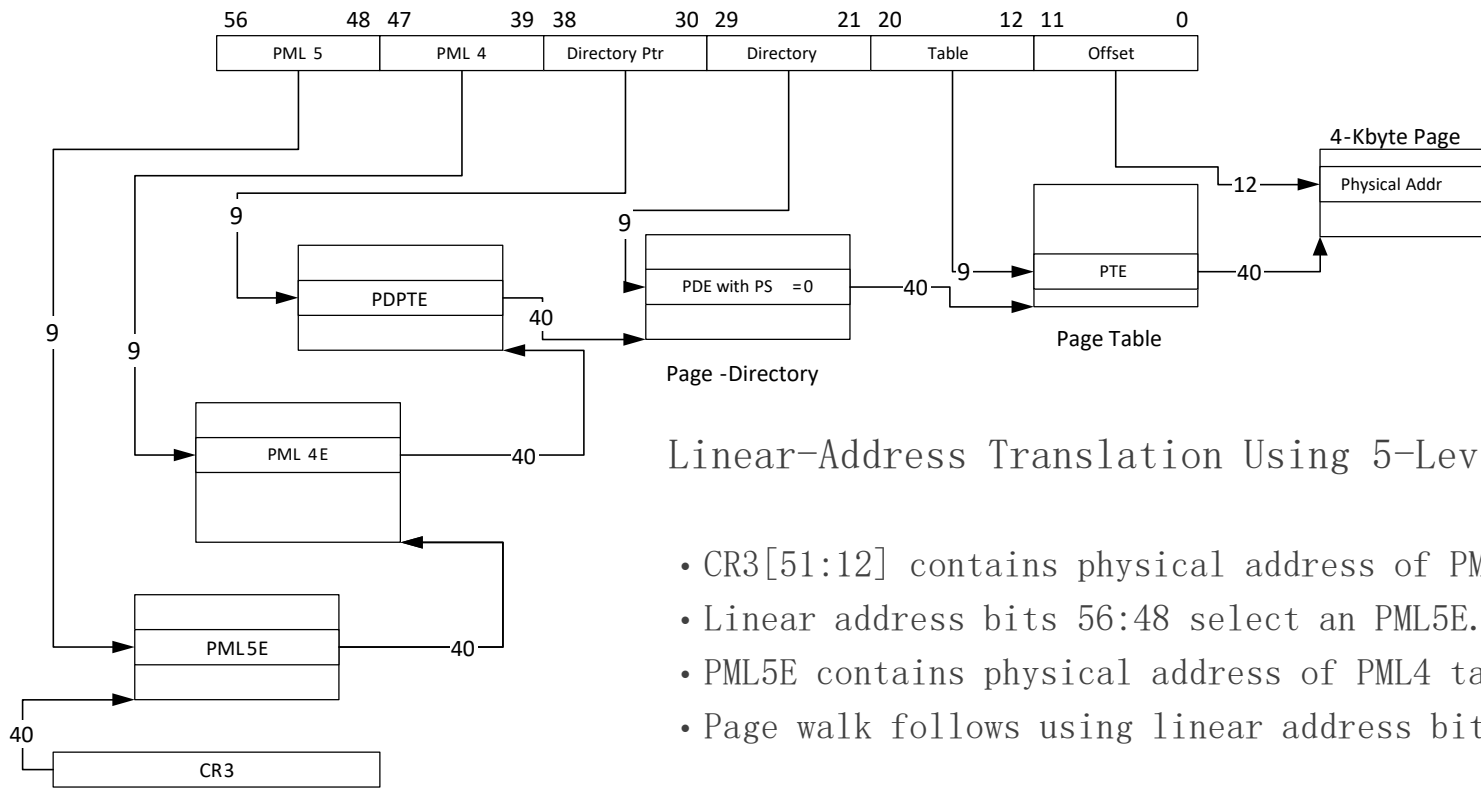 56 48 47 39 38 30 29 21 20 12 11 0
PML 5 PML 4 Directory Ptr Directory Table Offset
4-Kbyte Page
Physical Addr
12
9
9
PDPTE
PDE with PS =0
9
PTE
40
40
40
9
9
Page Table
Page -Directory
PML 4E
40
Linear-Address Translation Using 5-Lev
• CR3[51:12] contains physical address of PM
• Linear address bits 56:48 select an PML5E.
• PML5E contains physical address of PML4 ta
• Page walk follows using linear address bit
PML5E
40
40
CR3